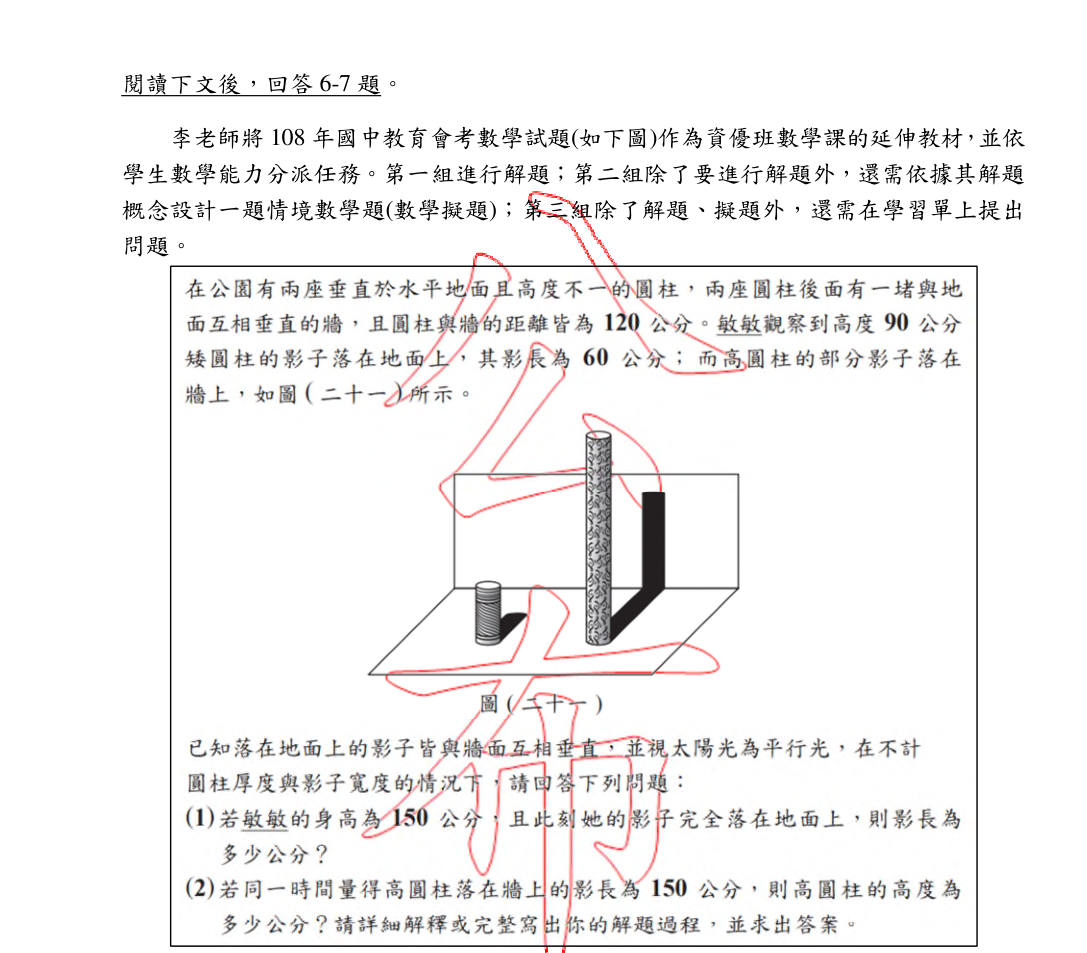 閱讀下文後，回答 6-7 題。
李老師將 108 年國中教育會考數學試題(如下圖)作為資優班數學課的延伸教材，並依
學生數學能力分派任務。第一組進行解題；第二組除了要進行解題外，還需依據其解題
概念設計一題情境數學題(數學擬題)；第三組除了解題、擬題外，還需在學習單上提出
問題。
在公園有兩座垂直於水平地面且高度不一的圓柱，兩座圓柱後面有一堵與地
面互相垂直的牆，且圓柱與牆的距離皆為 120 公分。敏敏觀察到高度 90 公分
矮圓柱的影子落在地面上，其影長為 60 公分；而高圓柱的部分影子落在
牆上，如圖(二十一)所示。
圖(二十一)
已知落在地面上的影子皆與牆面互相垂直，並視太陽光為平行光，在不計
圓柱厚度與影子寬度的情況下，請回答下列問題：
(1)若敏敏的身高為 150 公分，且此刻她的影子完全落在地面上，則影長為
多少公分？
(2)若同一時間量得高圓柱落在牆上的影長為 150 公分，則高圓柱的高度為
多少公分？請詳細解釋或完整寫出你的解題過程，並求出答案。
公布